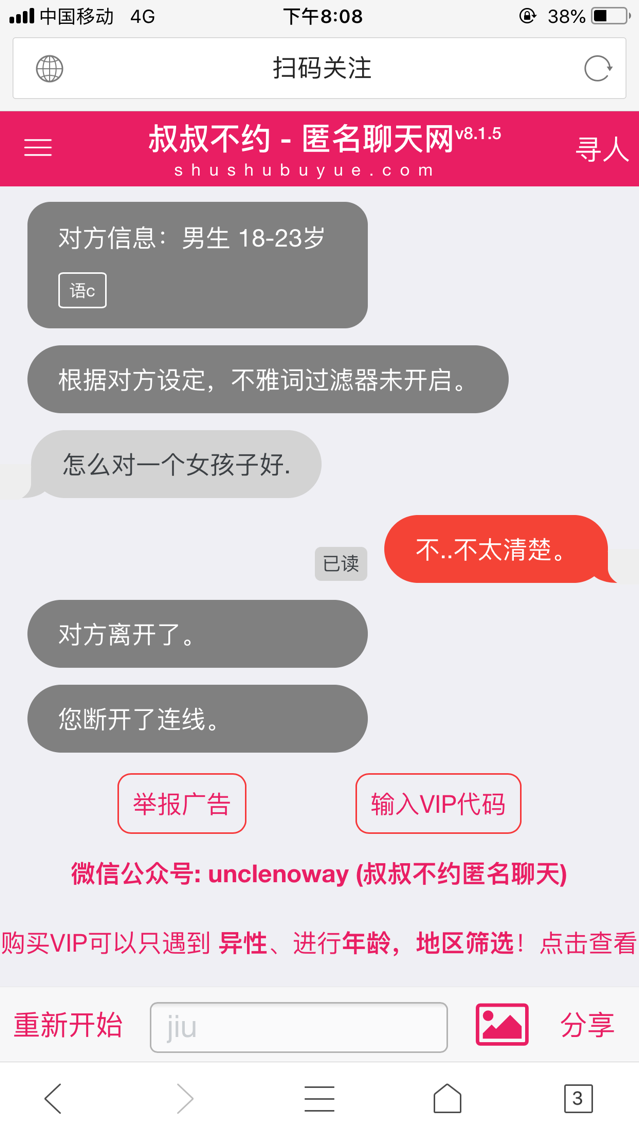 中国移动 4G 下午8:08 38%
扫码关注
叔叔不约 - 匿名聊天网v8.1.5
shushubuyue.com
寻人
对方信息：男生 18-23岁
语c
根据对方设定，不雅词过滤器未开启。
怎么对一个女孩子好.
不..不太清楚。
已读
对方离开了。
您断开了连线。
举报广告 输入VIP代码
微信公众号: unclenoway (叔叔不约匿名聊天)
购买VIP可以只遇到 异性、进行年龄，地区筛选！点击查看
重新开始 jiu 分享
3